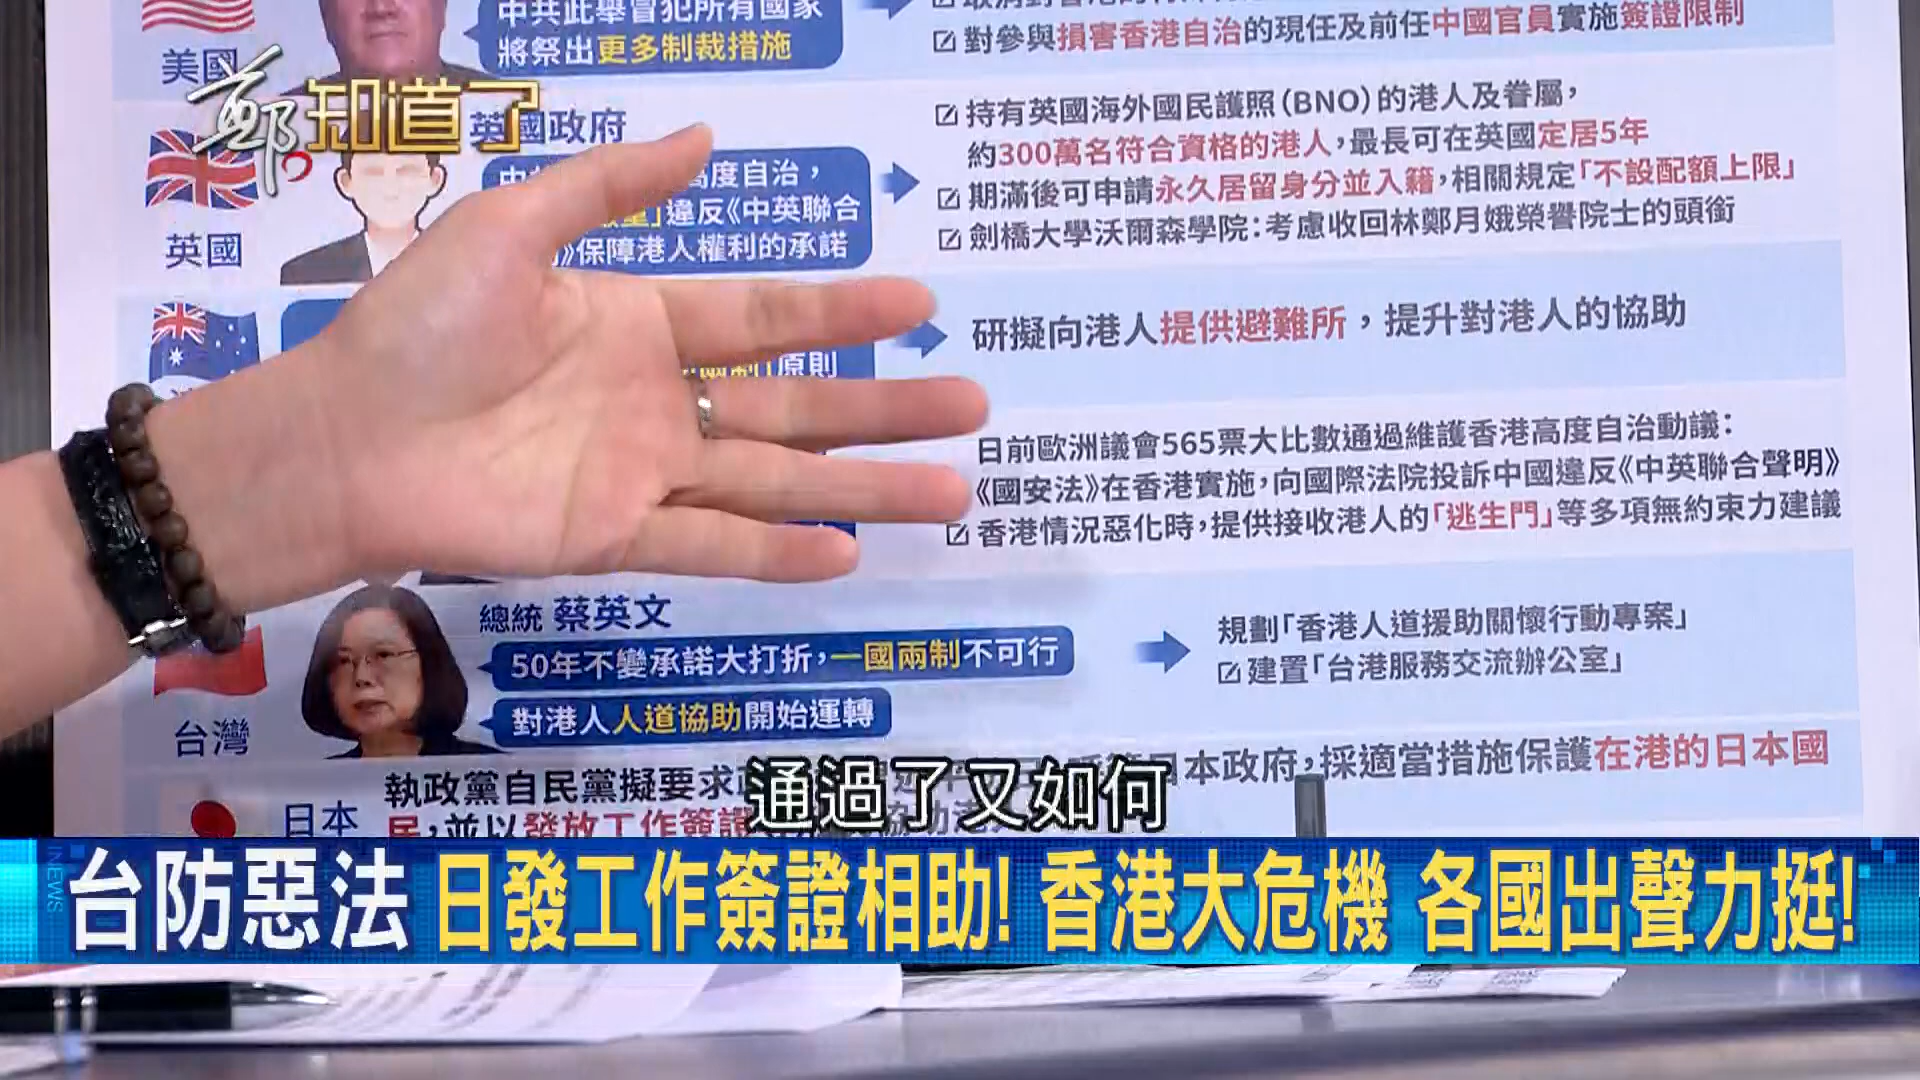 中共此舉冒犯所有國家
將祭出更多制裁措施
美國
對參與損害香港自治的現任及前任中國官員實施簽證限制
鄭知道了
英國政府
高度自治，
違反《中英聯合
》保障港人權利的承諾
英國
持有英國海外國民護照(BNO)的港人及眷屬，
約300萬名符合資格的港人，最長可在英國定居5年
期滿後可申請永久居留身分並入籍，相關規定「不設配額上限」
劍橋大學沃爾森學院：考慮收回林鄭月娥榮譽院士的頭銜
原則
研擬向港人提供避難所，提升對港人的協助
日前歐洲議會565票大比數通過維護香港高度自治動議：
《國安法》在香港實施，向國際法院投訴中國違反《中英聯合聲明》
香港情況惡化時，提供接收港人的「逃生門」等多項無約束力建議
總統 蔡英文
50年不變承諾大打折，一國兩制不可行
對港人人道協助開始運轉
台灣
規劃「香港人道援助關懷行動專案」
建置「台港服務交流辦公室」
日本
執政黨自民黨擬要求
日本政府，採適當措施保護在港的日本國
民，並以發放工作簽證
通過了又如何
INEWS
台防惡法 日發工作簽證相助! 香港大危機 各國出聲力挺!